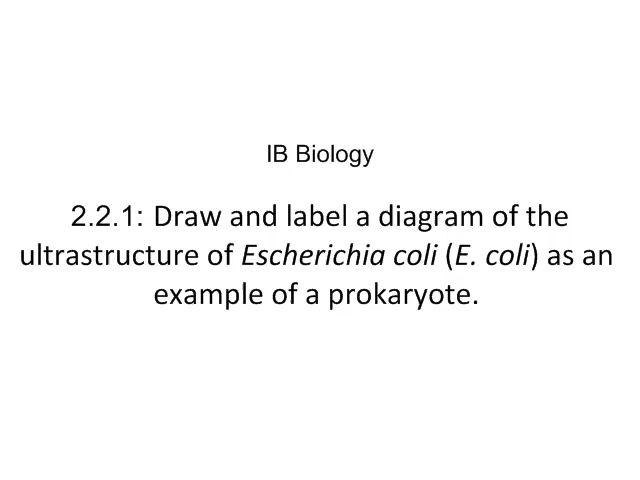 IB Biology
2.2.1: Draw and label a diagram of the
ultrastructure of Escherichia coli (E. coli) as an
example of a prokaryote.